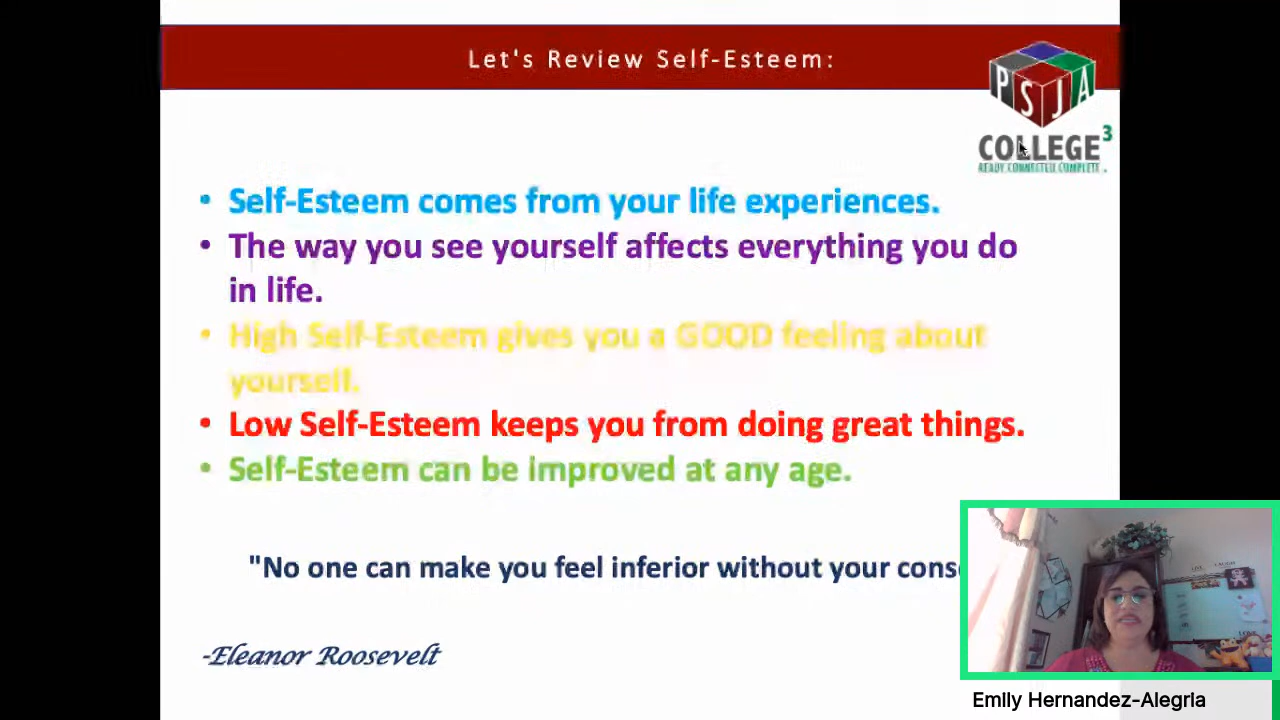 Let's Review Self-Esteem:
PSJA
COLLEGE³
READY.CONNECTED.COMPLETE.
• Self-Esteem comes from your life experiences.
• The way you see yourself affects everything you do
in life.
• High Self-Esteem gives you a GOOD feeling about
yourself.
• Low Self-Esteem keeps you from doing great things.
• Self-Esteem can be improved at any age.
"No one can make you feel inferior without your
-Eleanor Roosevelt
Emily Hernandez-Alegria